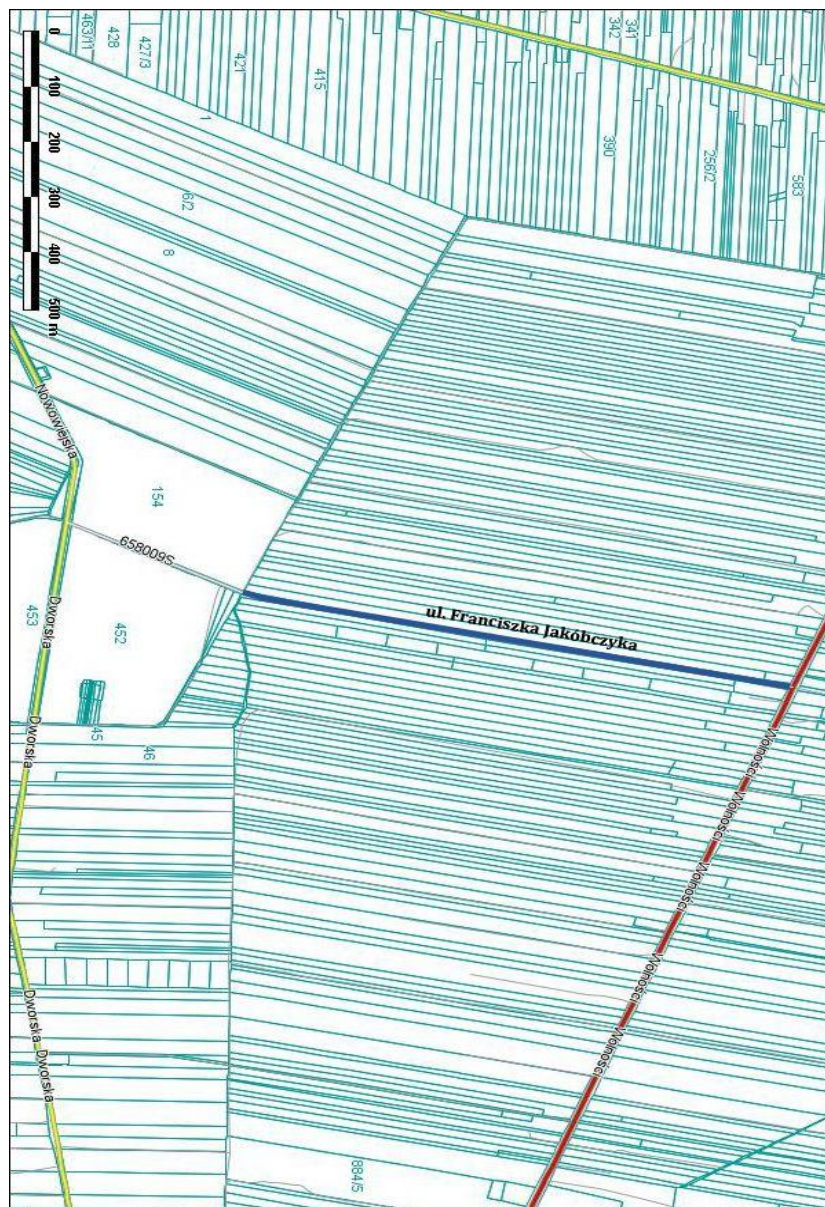 463/11
428
427/3
421
415
341
342
390
256/2
583
0
100
200
300
400
500 m
1
6/2
8
Nowowiejska
154
658009S
ul. Franciszka Jakóbczyka
453
452
Dworska
45
46
Dworska
Wolności
Wolności
Wolności
Wolności
Wolności
Wolności
Dworska
Dworska
884/5